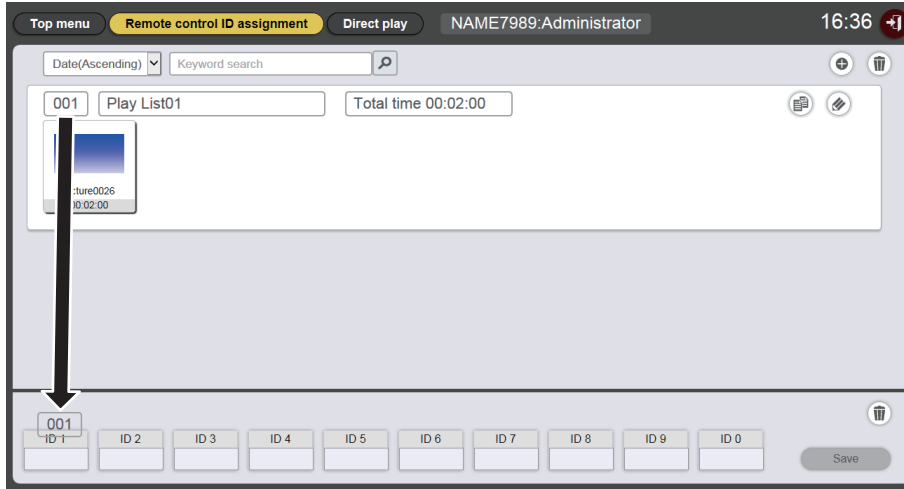 Top menu Remote control ID assignment Direct play NAME7989:Administrator 16:36
Date(Ascending) Keyword search
001 Play List01 Total time 00:02:00
:ture0026
00:02:00
001
ID 1 ID 2 ID 3 ID 4 ID 5 ID 6 ID 7 ID 8 ID 9 ID 0
Save